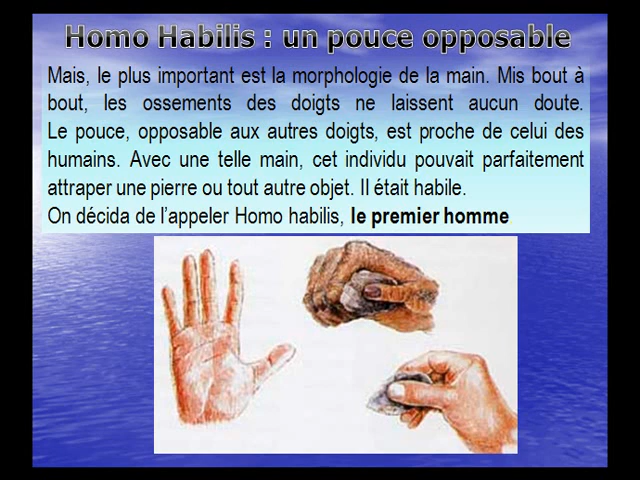 Homo Habilis : un pouce opposable
Mais, le plus important est la morphologie de la main. Mis bout à
bout, les ossements des doigts ne laissent aucun doute.
Le pouce, opposable aux autres doigts, est proche de celui des
humains. Avec une telle main, cet individu pouvait parfaitement
attraper une pierre ou tout autre objet. Il était habile.
On décida de l’appeler Homo habilis, le premier homme